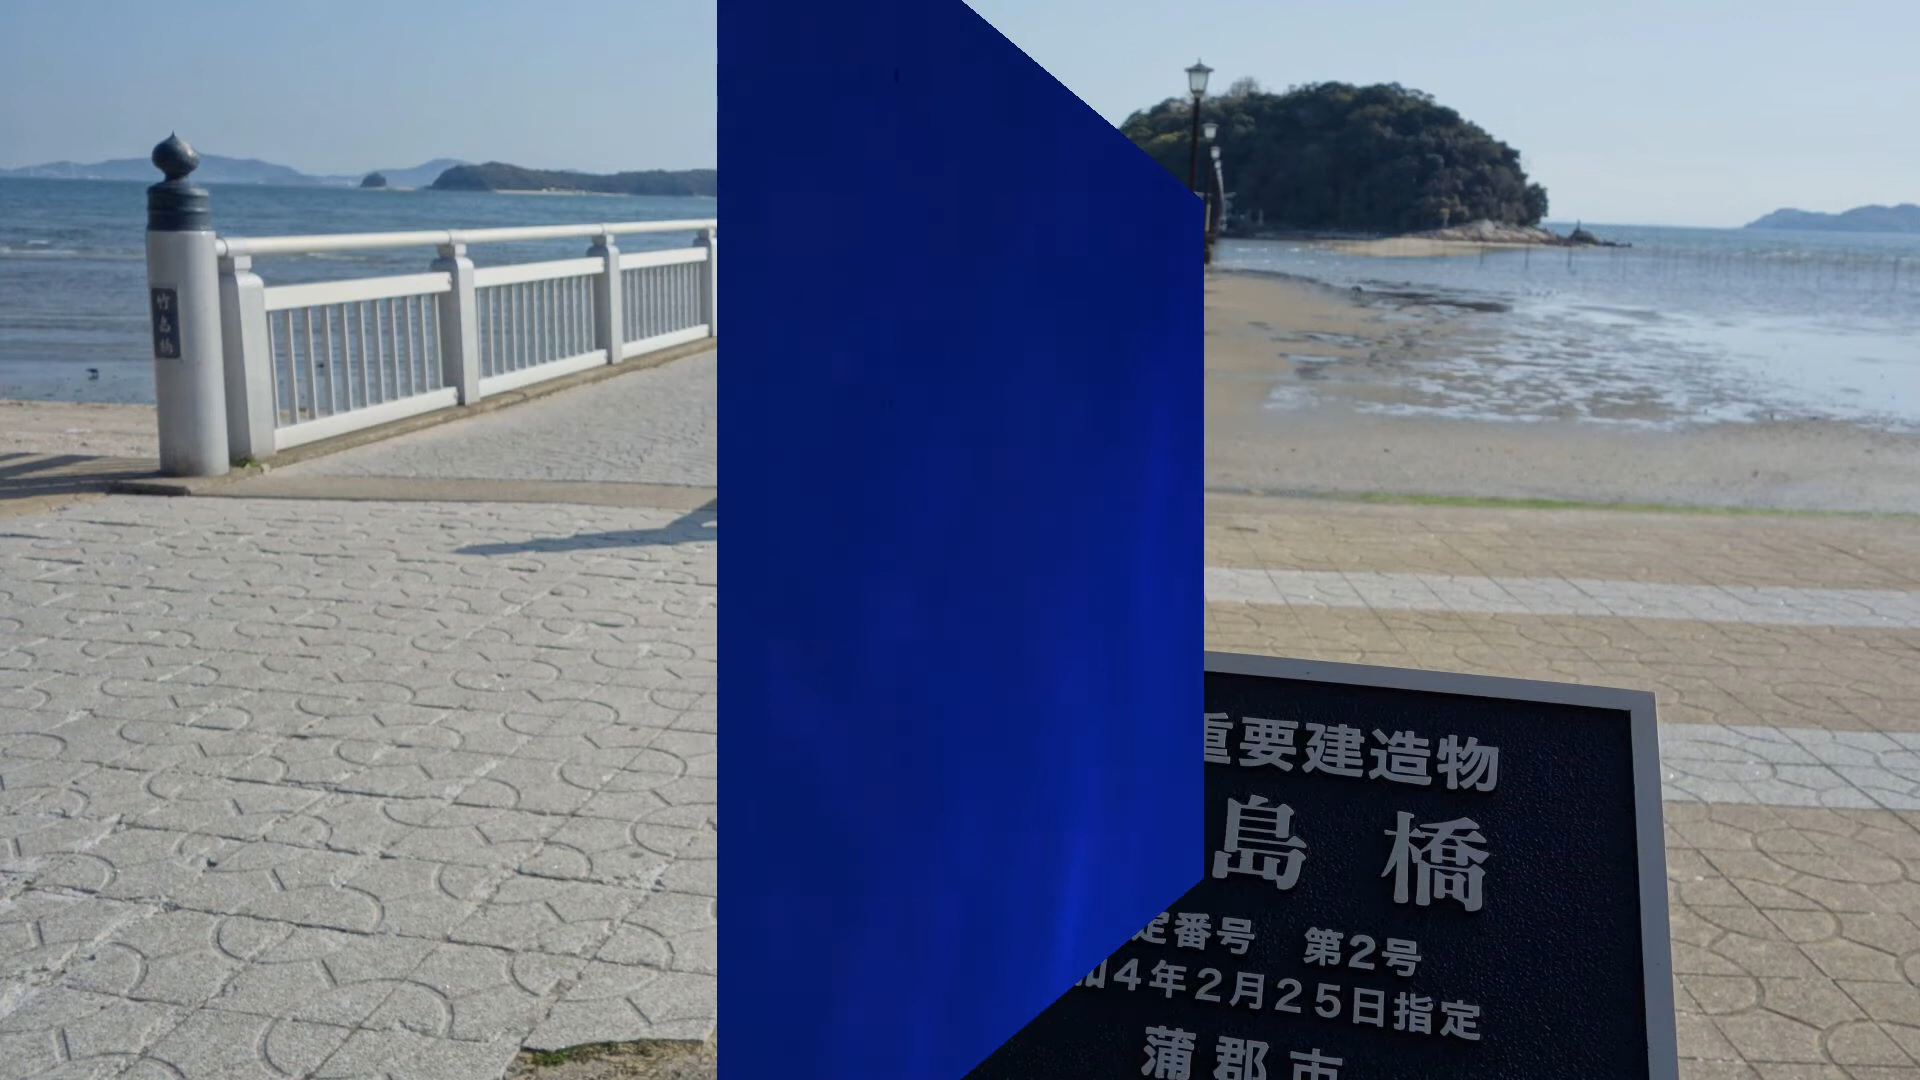 竹島橋
重要建造物
島橋
定番号 第2号
和4年2月25日指定
蒲郡市